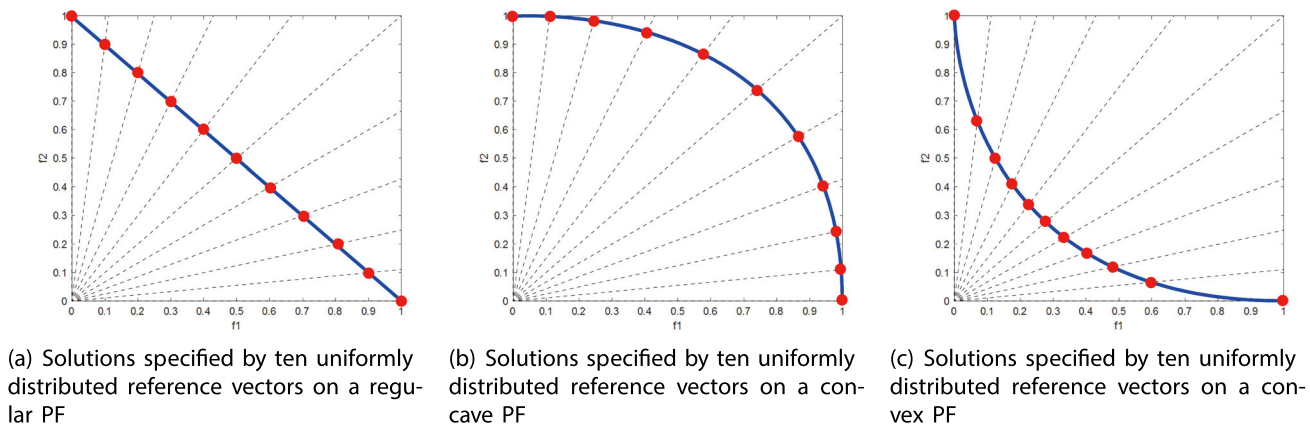 1
0.9
0.8
0.7
0.6
0.5
0.4
0.3
0.2
0.1
0
f2
0 0.1 0.2 0.3 0.4 0.5 0.6 0.7 0.8 0.9 1
f1
(a) Solutions specified by ten uniformly
distributed reference vectors on a regu-
lar PF
1
0.9
0.8
0.7
0.6
0.5
0.4
0.3
0.2
0.1
0
f2
0 0.1 0.2 0.3 0.4 0.5 0.6 0.7 0.8 0.9 1
f1
(b) Solutions specified by ten uniformly
distributed reference vectors on a con-
cave PF
1
0.9
0.8
0.7
0.6
0.5
0.4
0.3
0.2
0.1
0
f2
0 0.1 0.2 0.3 0.4 0.5 0.6 0.7 0.8 0.9 1
f1
(c) Solutions specified by ten uniformly
distributed reference vectors on a con-
vex PF